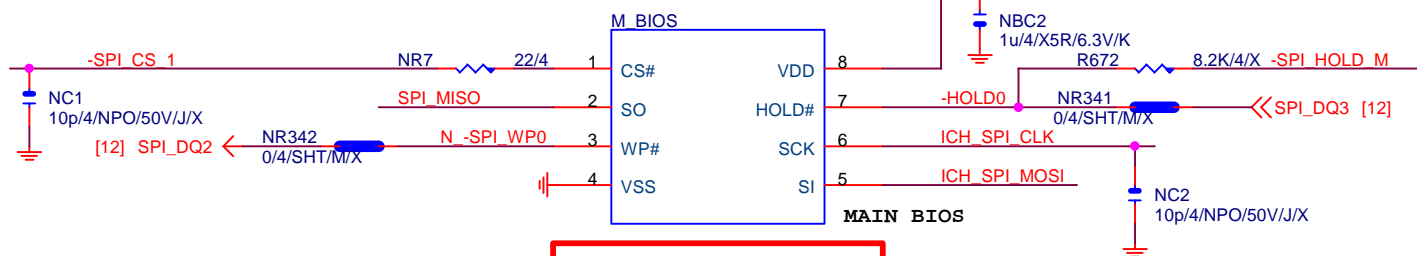 M_BIOS
NBC2
1u/4/X5R/6.3V/K
-SPI_CS_1 NR7 22/4 1 CS# VDD 8 R672 8.2K/4/X -SPI_HOLD_M
NC1
10p/4/NPO/50V/J/X
SPI_MISO 2 SO HOLD# 7 -HOLD0 NR341 SPI_DQ3 [12]
0/4/SHT/M/X
[12] SPI_DQ2 NR342 N_-SPI_WP0 3 WP# SCK 6 ICH_SPI_CLK
0/4/SHT/M/X
4 VSS SI 5 ICH_SPI_MOSI
NC2
10p/4/NPO/50V/J/X
MAIN BIOS